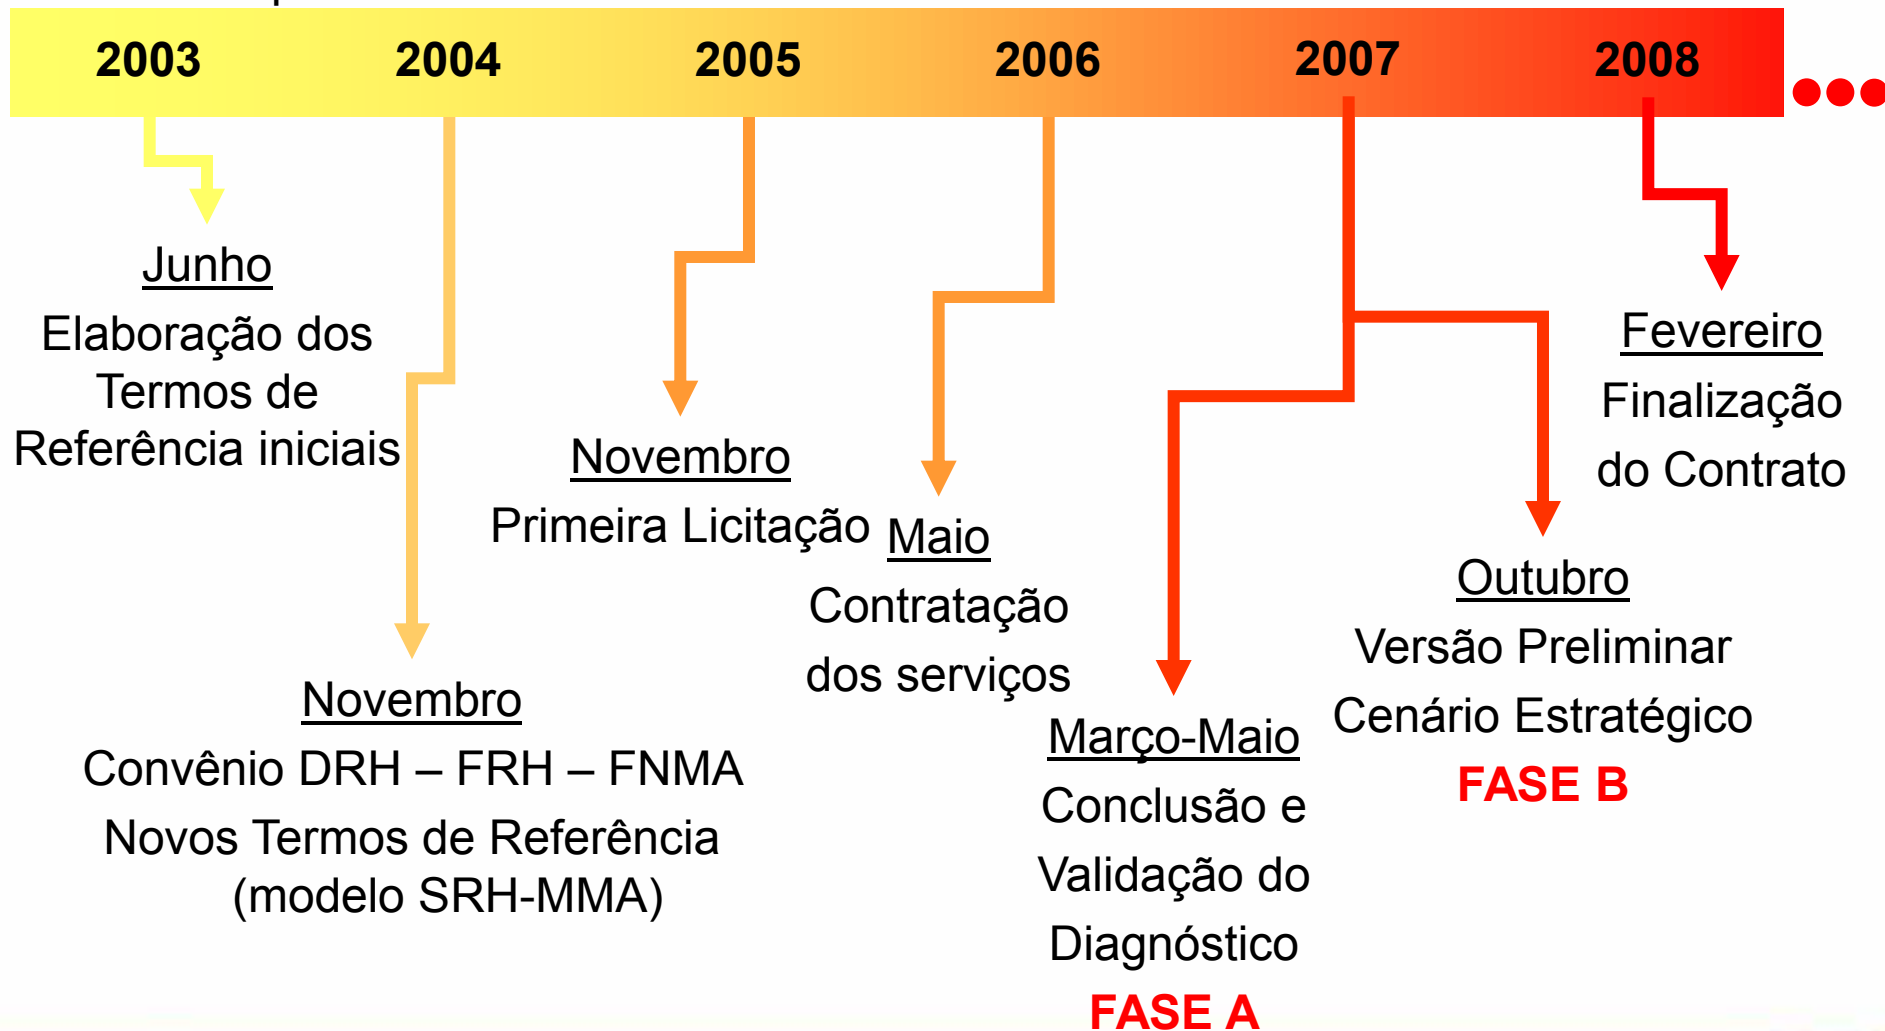 2003
2004
2005
2006
2007
2008
Junho
Elaboração dos
Termos de
Referência iniciais
Novembro
Convênio DRH – FRH – FNMA
Novos Termos de Referência
(modelo SRH-MMA)
Novembro
Primeira Licitação
Maio
Contratação
dos serviços
Março-Maio
Conclusão e
Validação do
Diagnóstico
FASE A
Outubro
Versão Preliminar
Cenário Estratégico
FASE B
Fevereiro
Finalização
do Contrato